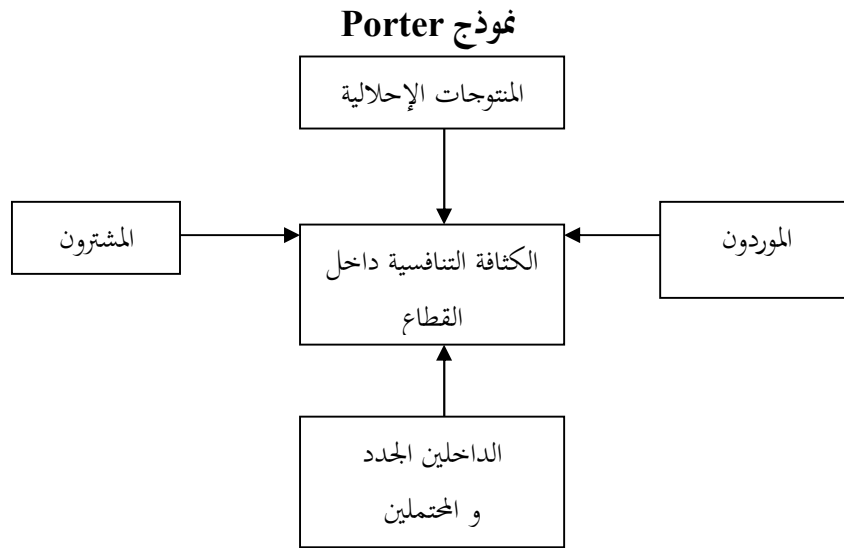 نموذج Porter
المنتوجات الإحلالية
الموردون
الكثافة التنافسية داخل
القطاع
المشترون
الداخلين الجدد
و المحتملين